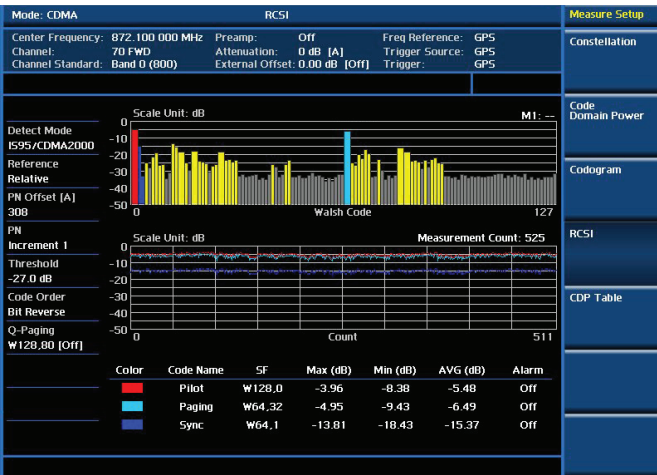 Mode: CDMA RCSI Measure Setup
Center Frequency: 872.100 000 MHz Preamp: Off Freq Reference: GPS
Channel: 70 FWD Attenuation: 0 dB [A] Trigger Source: GPS
Channel Standard: Band 0 (800) External Offset: 0.00 dB [Off] Trigger: GPS
Constellation
Code
Domain Power
Codogram
RCSI
CDP Table
Detect Mode
IS95/CDMA2000
Reference
Relative
PN Offset [A]
308
PN
Increment 1
Threshold
-27.0 dB
Code Order
Bit Reverse
Q-Paging
W128,80 [Off]
Scale Unit: dB M1: --
0
-10
-20
-30
-40
-50
0 Walsh Code 127
Scale Unit: dB Measurement Count: 525
0
-10
-20
-30
-40
-50
0 Count 511
Color Code Name SF Max (dB) Min (dB) AVG (dB) Alarm
Pilot W128,0 -3.96 -8.38 -5.48 Off
Paging W64,32 -4.95 -9.43 -6.49 Off
Sync W64,1 -13.81 -18.43 -15.37 Off